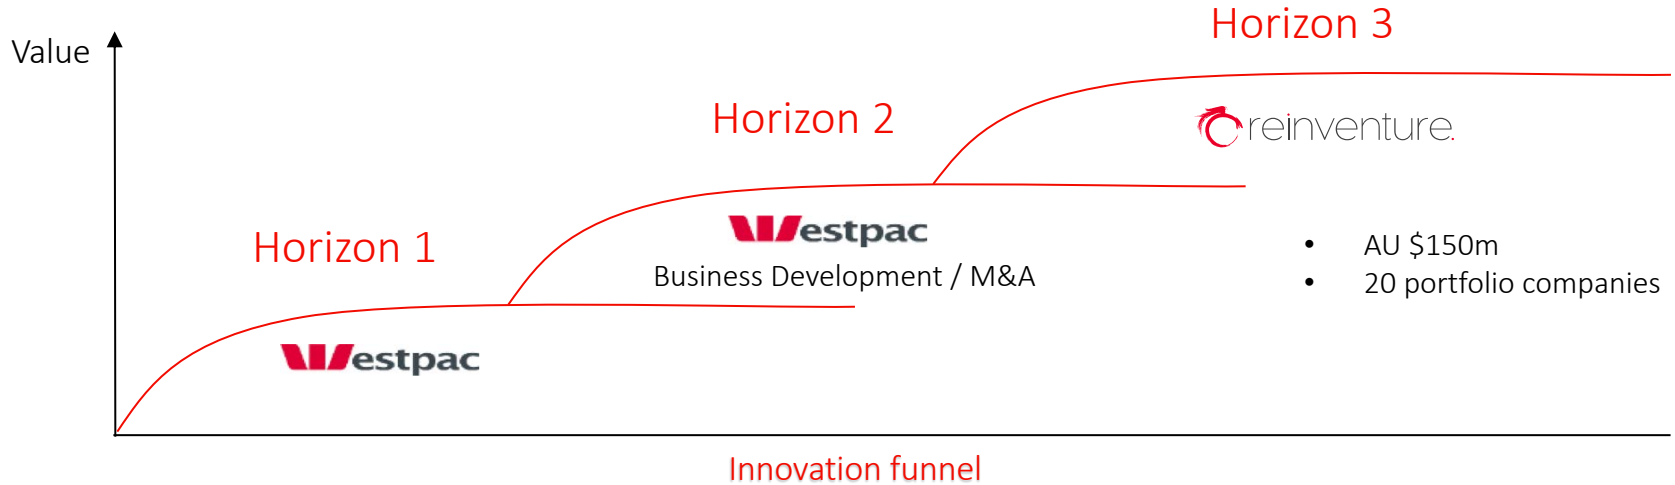 Horizon 3
Value
Horizon 2
reinventure.
Westpac
Horizon 1
Business Development / M&A
• AU $150m
• 20 portfolio companies
Westpac
Innovation funnel